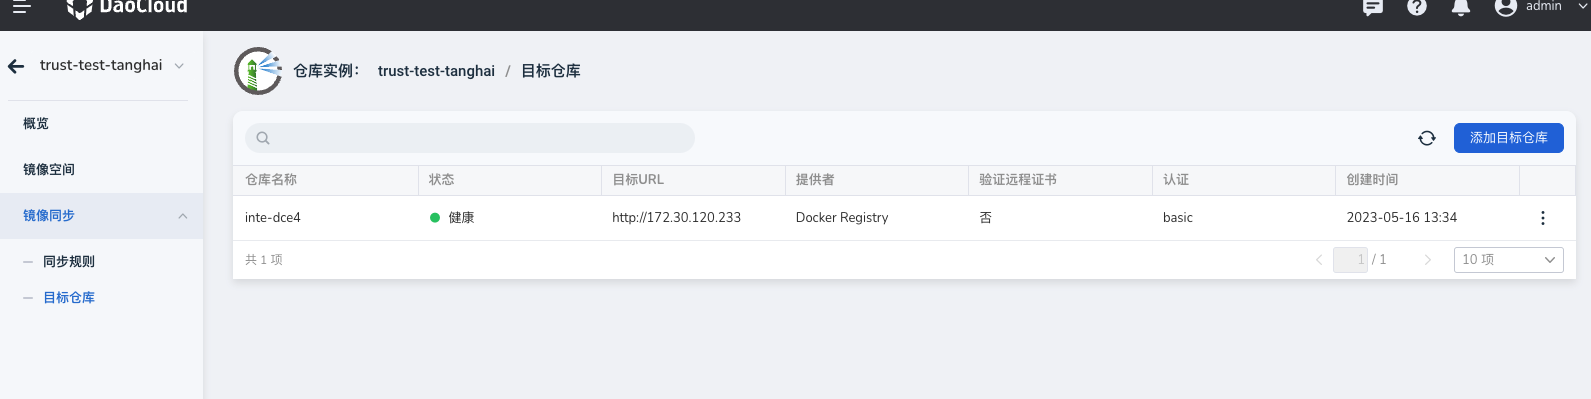 DaoCloud
admin
trust-test-tanghai
仓库实例： trust-test-tanghai / 目标仓库
概览
镜像空间
镜像同步
同步规则
目标仓库
添加目标仓库
仓库名称 状态 目标URL 提供者 验证远程证书 认证 创建时间
inte-dce4 健康 http://172.30.120.233 Docker Registry 否 basic 2023-05-16 13:34
共 1 项 1 / 1 10 项